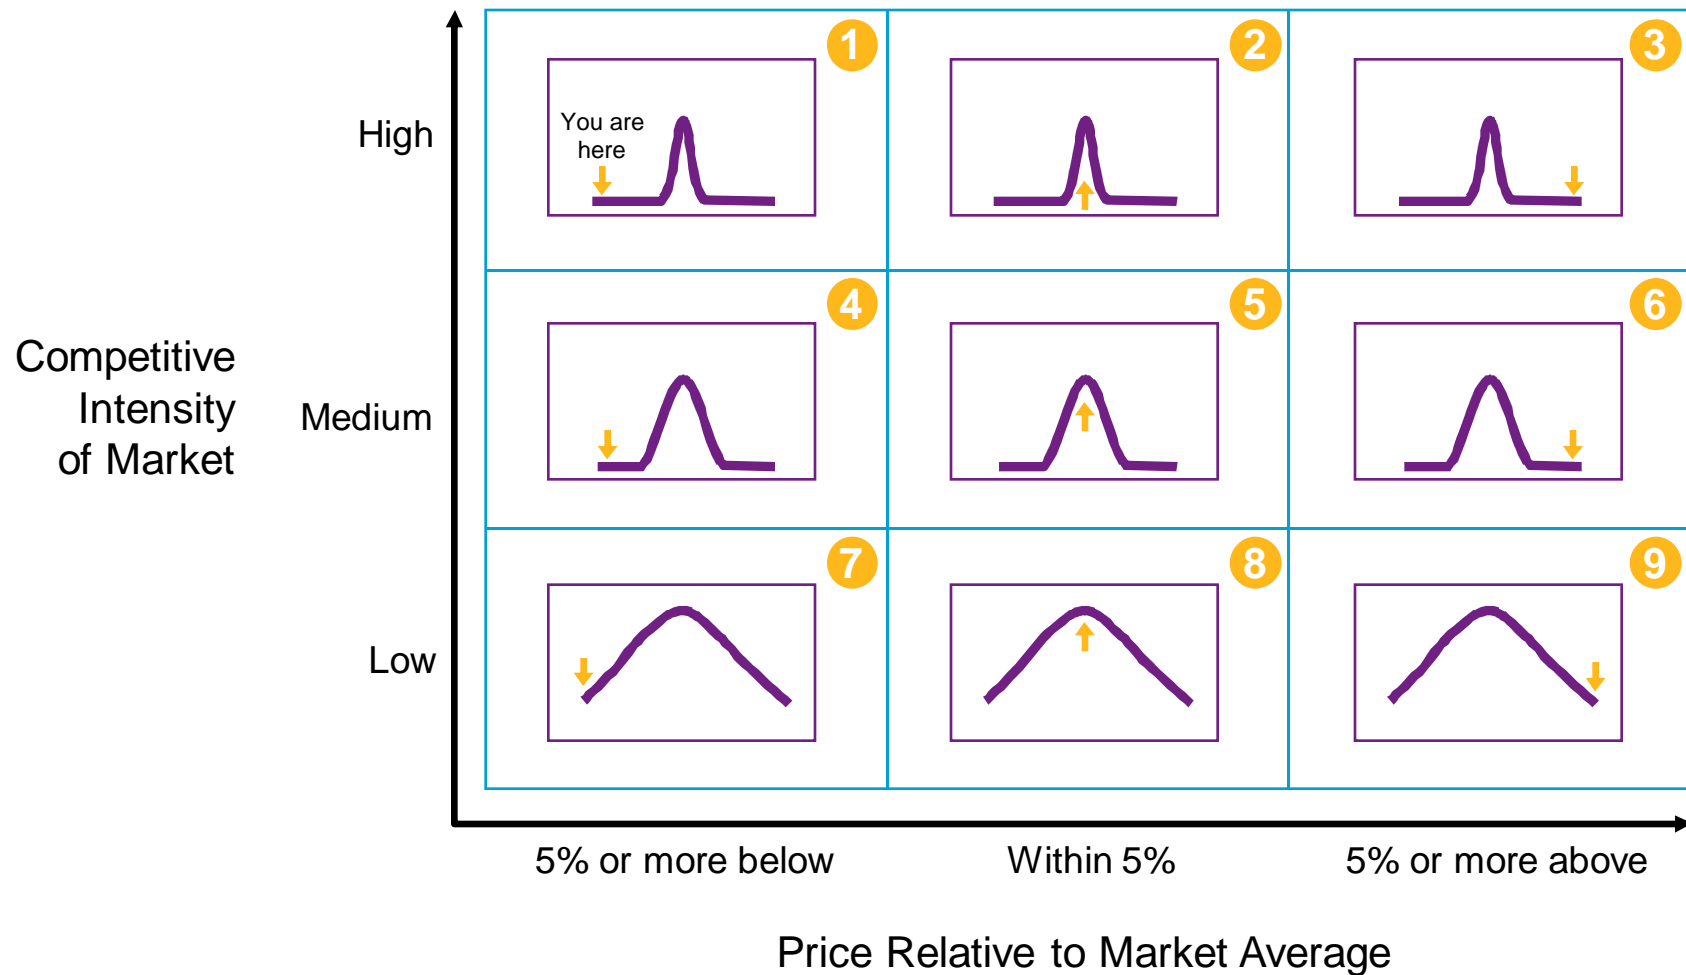 1
2
3
You are
here
High
4
5
6
Competitive
Intensity
of Market
Medium
7
8
9
Low
5% or more below
Within 5%
5% or more above
Price Relative to Market Average